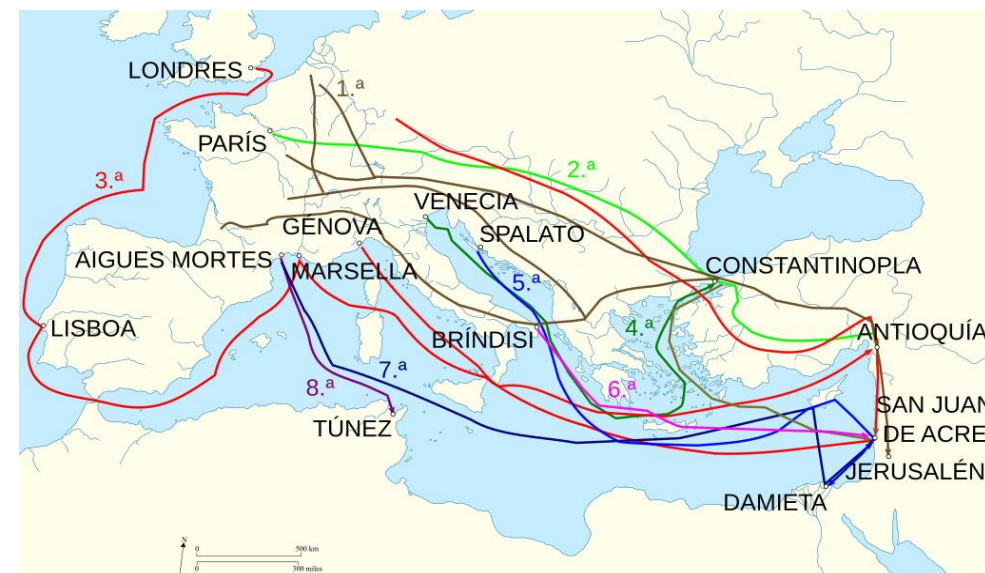 LONDRES
1.ª
PARÍS
2.ª
3.ª
VENECIA
GÉNOVA
SPALATO
AIGUES MORTES
MARSELLA
CONSTANTINOPLA
5.ª
LISBOA
4.ª
BRÍNDISI
ANTIOQUÍA
7.ª
8.ª
6.ª
TÚNEZ
SAN JUAN
DE ACRE
JERUSALÉN
DAMIETA
N
0 500 km
0 300 miles